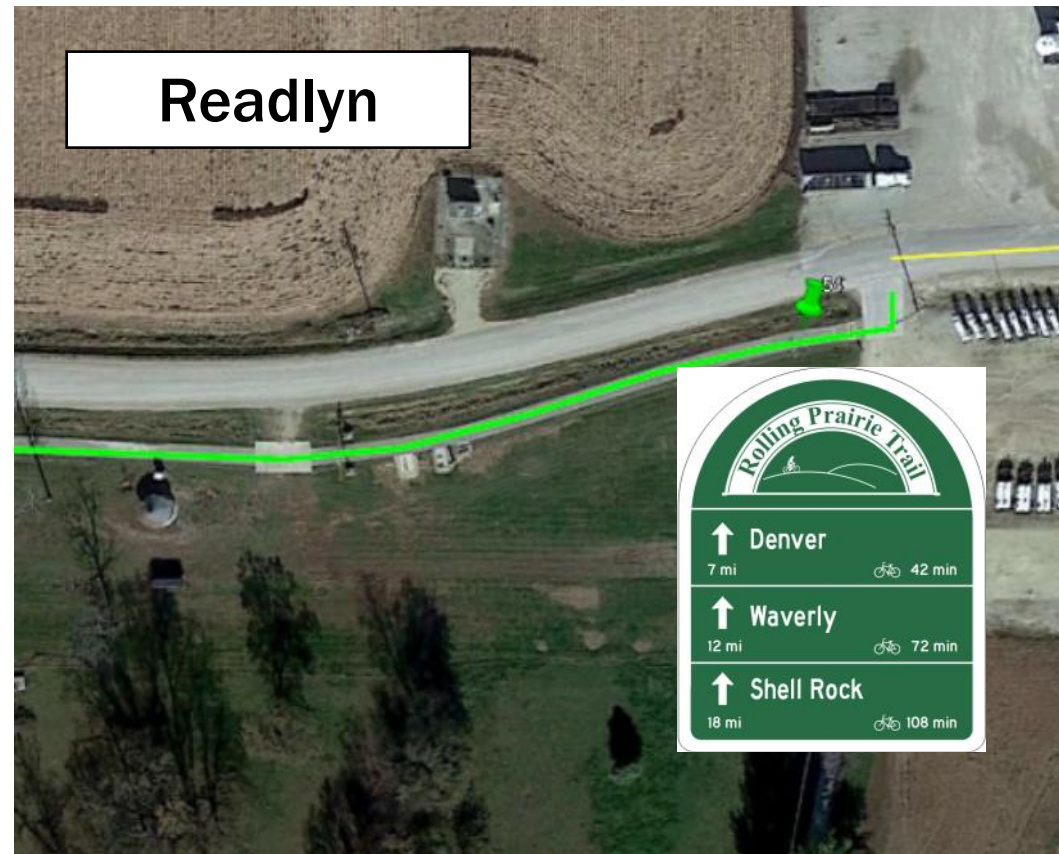 Readlyn
51
Rolling Prairie Trail
Denver
7 mi 42 min
Waverly
12 mi 72 min
Shell Rock
18 mi 108 min